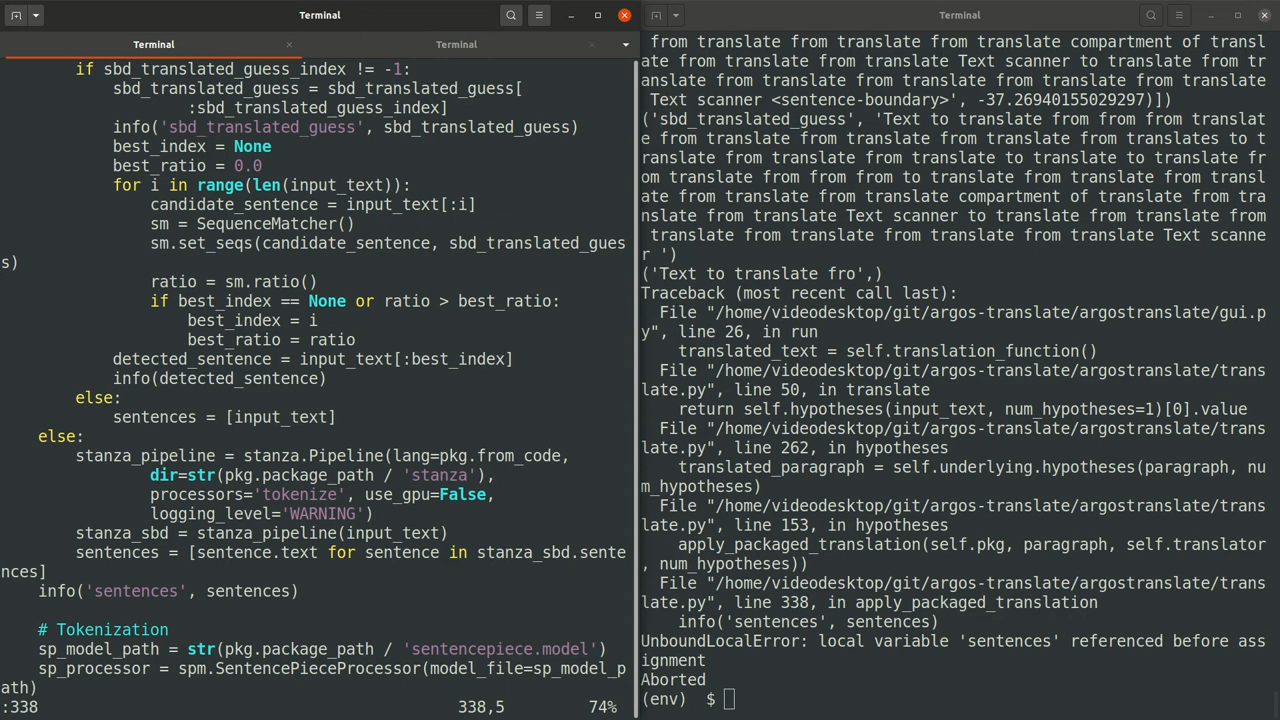 Terminal
Terminal
Terminal
Terminal
if sbd_translated_guess_index != -1:
sbd_translated_guess = sbd_translated_guess[
:sbd_translated_guess_index]
info('sbd_translated_guess', sbd_translated_guess)
best_index = None
best_ratio = 0.0
for i in range(len(input_text)):
candidate_sentence = input_text[:i]
sm = SequenceMatcher()
sm.set_seqs(candidate_sentence, sbd_translated_gues
s)
ratio = sm.ratio()
if best_index == None or ratio > best_ratio:
best_index = i
best_ratio = ratio
detected_sentence = input_text[:best_index]
info(detected_sentence)
else:
sentences = [input_text]
else:
stanza_pipeline = stanza.Pipeline(lang=pkg.from_code,
dir=str(pkg.package_path / 'stanza'),
processors='tokenize', use_gpu=False,
logging_level='WARNING')
stanza_sbd = stanza_pipeline(input_text)
sentences = [sentence.text for sentence in stanza_sbd.sente
nces]
info('sentences', sentences)
# Tokenization
sp_model_path = str(pkg.package_path / 'sentencepiece.model')
sp_processor = spm.SentencePieceProcessor(model_file=sp_model_p
ath)
:338 338,5 74%
from translate from translate from translate compartment of transl
ate from translate from translate Text scanner to translate from tr
anslate from translate from translate from translate from translate
Text scanner <sentence-boundary>', -37.26940155029297)])
('sbd_translated_guess', 'Text to translate from from from translat
e from translate from translate from translate from translates to t
ranslate from translate from translate to translate to translate fr
om translate from from from to translate from translate from transl
ate from translate from translate compartment of translate from tra
nslate from translate Text scanner to translate from translate from
translate from translate from translate from translate Text scanne
r ')
('Text to translate fro',)
Traceback (most recent call last):
File "/home/videodesktop/git/argos-translate/argostranslate/gui.p
y", line 26, in run
translated_text = self.translation_function()
File "/home/videodesktop/git/argos-translate/argostranslate/trans
late.py", line 50, in translate
return self.hypotheses(input_text, num_hypotheses=1)[0].value
File "/home/videodesktop/git/argos-translate/argostranslate/trans
late.py", line 262, in hypotheses
translated_paragraph = self.underlying.hypotheses(paragraph, nu
m_hypotheses)
File "/home/videodesktop/git/argos-translate/argostranslate/trans
late.py", line 153, in hypotheses
apply_packaged_translation(self.pkg, paragraph, self.translator
, num_hypotheses))
File "/home/videodesktop/git/argos-translate/argostranslate/trans
late.py", line 338, in apply_packaged_translation
info('sentences', sentences)
UnboundLocalError: local variable 'sentences' referenced before ass
ignment
Aborted
(env) $